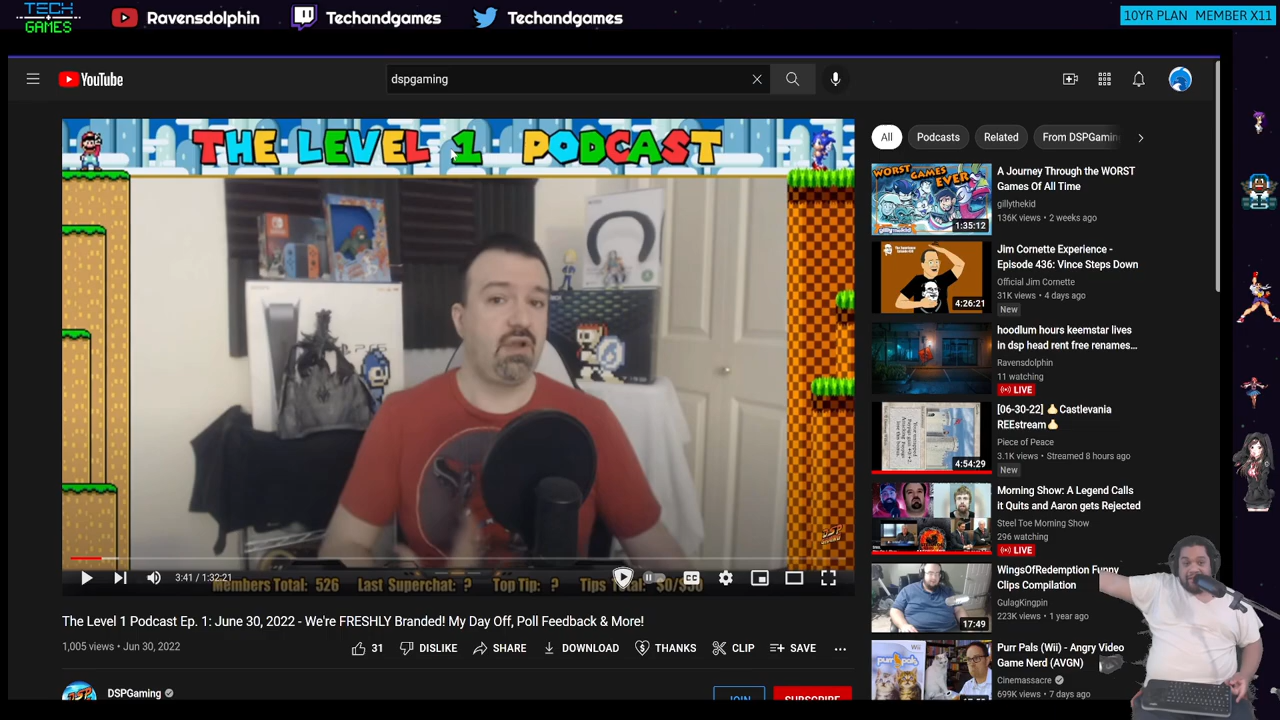 TECH
GAMES
Ravensdolphin
Techandgames
Techandgames
10YR PLAN MEMBER X11
YouTube
dspgaming
THE LEVEL 1 PODCAST
All
Podcasts
Related
From DSPGamin
A Journey Through the WORST
Games Of All Time
gillythekid
136K views • 2 weeks ago
WORST
GAMES EVER
1:35:12
Jim Cornette Experience -
Episode 436: Vince Steps Down
Official Jim Cornette
31K views • 4 days ago
New
4:26:21
hoodlum hours keemstar lives
in dsp head rent free renames...
Ravensdolphin
11 watching
LIVE
[06-30-22] 👍🏻Castlevania
REEstream👍🏻
Piece of Peace
3.1K views • Streamed 8 hours ago
New
4:54:29
Morning Show: A Legend Calls
it Quits and Aaron gets Rejected
Steel Toe Morning Show
296 watching
LIVE
WingsOfRedemption Funny
Clips Compilation
GulagKingpin
223K views • 1 year ago
17:49
Purr Pals (Wii) - Angry Video
Game Nerd (AVGN)
Cinemassacre
699K views • 7 days ago
3:41 / 1:32:21
CC
Members Total: 526 Last Superchat: ? Top Tip: ? Tips Total: $0/$50
The Level 1 Podcast Ep. 1: June 30, 2022 - We're FRESHLY Branded! My Day Off, Poll Feedback & More!
1,005 views • Jun 30, 2022
31
DISLIKE
SHARE
DOWNLOAD
THANKS
CLIP
SAVE
DSPGaming
JOIN
SUBSCRIBE